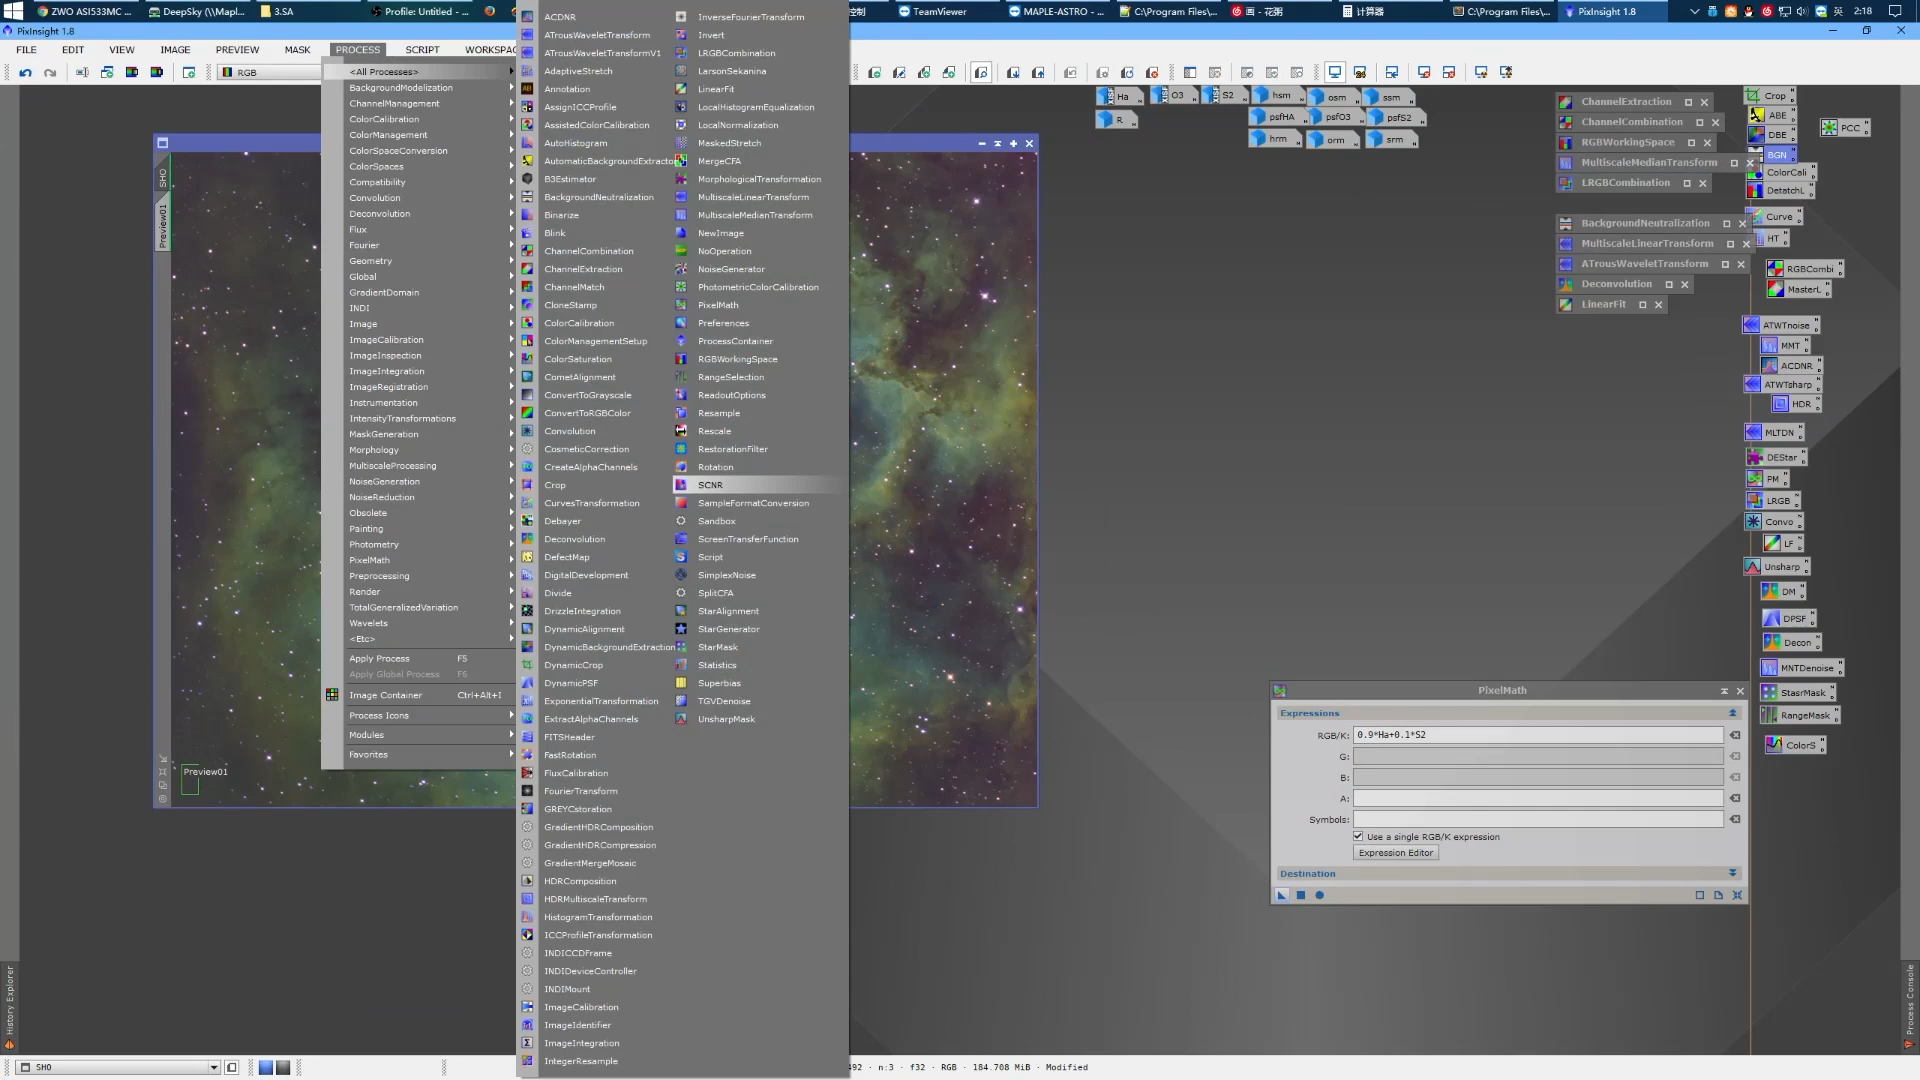 ZWO ASI533MC ...
DeepSky (\\Mapl...
3.SA
Profile: Untitled - ...
控制
TeamViewer
MAPLE-ASTRO - ...
C:\Program Files\...
画 - 花粥
计算器
C:\Program Files\...
PixInsight 1.8
英
2:18
PixInsight 1.8
FILE EDIT VIEW IMAGE PREVIEW MASK PROCESS SCRIPT WORKSPAC
RGB
<All Processes>
BackgroundModelization
ChannelManagement
ColorCalibration
ColorManagement
ColorSpaceConversion
ColorSpaces
Compatibility
Convolution
Deconvolution
Flux
Fourier
Geometry
Global
GradientDomain
INDI
Image
ImageCalibration
ImageInspection
ImageIntegration
ImageRegistration
Instrumentation
IntensityTransformations
MaskGeneration
Morphology
MultiscaleProcessing
NoiseGeneration
NoiseReduction
Obsolete
Painting
Photometry
PixelMath
Preprocessing
Render
TotalGeneralizedVariation
Wavelets
<Etc>
Apply Process F5
Apply Global Process F6
Image Container Ctrl+Alt+I
Process Icons
Modules
Favorites
ACDNR
ATrousWaveletTransform
ATrousWaveletTransformV1
AdaptiveStretch
Annotation
AssignICCProfile
AssistedColorCalibration
AutoHistogram
AutomaticBackgroundExtracto
B3Estimator
BackgroundNeutralization
Binarize
Blink
ChannelCombination
ChannelExtraction
ChannelMatch
CloneStamp
ColorCalibration
ColorManagementSetup
ColorSaturation
CometAlignment
ConvertToGrayscale
ConvertToRGBColor
Convolution
CosmeticCorrection
CreateAlphaChannels
Crop
CurvesTransformation
Debayer
Deconvolution
DefectMap
DigitalDevelopment
Divide
DrizzleIntegration
DynamicAlignment
DynamicBackgroundExtraction
DynamicCrop
DynamicPSF
ExponentialTransformation
ExtractAlphaChannels
FITSHeader
FastRotation
FluxCalibration
FourierTransform
GREYCstoration
GradientHDRComposition
GradientHDRCompression
GradientMergeMosaic
HDRComposition
HDRMultiscaleTransform
HistogramTransformation
ICCProfileTransformation
INDICCDFrame
INDIDeviceController
INDIMount
ImageCalibration
ImageIdentifier
ImageIntegration
IntegerResample
InverseFourierTransform
Invert
LRGBCombination
LarsonSekanina
LinearFit
LocalHistogramEqualization
LocalNormalization
MaskedStretch
MergeCFA
MorphologicalTransformation
MultiscaleLinearTransform
MultiscaleMedianTransform
NewImage
NoOperation
NoiseGenerator
PhotometricColorCalibration
PixelMath
Preferences
ProcessContainer
RGBWorkingSpace
RangeSelection
ReadoutOptions
Resample
Rescale
RestorationFilter
Rotation
SCNR
SampleFormatConversion
Sandbox
ScreenTransferFunction
Script
SimplexNoise
SplitCFA
StarAlignment
StarGenerator
StarMask
Statistics
Superbias
TGVDenoise
UnsharpMask
SHO
Preview01
Preview01
Ha O3 S2 hsm osm ssm
R psfHA psfO3 psfS2
hrm orm srm
ChannelExtraction
ChannelCombination
RGBWorkingSpace
MultiscaleMedianTransform
LRGBCombination
BackgroundNeutralization
MultiscaleLinearTransform
ATrousWaveletTransform
Deconvolution
LinearFit
Crop
ABE
PCC
DBE
BGN
ColorCali
DetatchL
Curve
HT
RGBCombi
MasterL
ATWTnoise
MMT
ACDNR
ATWTsharp
HDR
MLTDN
DEStar
PM
LRGB
Convo
LF
Unsharp
DM
DPSF
Decon
MNTDenoise
StasrMask
RangeMask
ColorS
PixelMath
Expressions
RGB/K: 0.9*Ha+0.1*S2
G:
B:
A:
Symbols:
Use a single RGB/K expression
Expression Editor
Destination
History Explorer
Process Console
SHO
492 · n:3 · f32 · RGB · 184.708 MiB · Modified